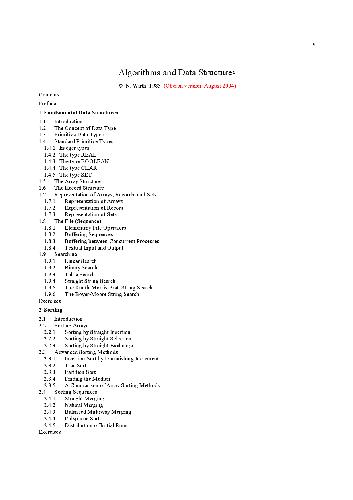 Algorithms and Data Structures
© N. Wirth 1985 (Oberon version: August 2004)
Contents
Preface
1 Fundamental Data Structures
1.1 Introduction
1.2 The Concept of Data Type
1.3 Primitive Data Types
1.4 Standard Primitive Types
1.4.1 Integer types
1.4.2 The type REAL
1.4.3 The type BOOLEAN
1.4.4 The type CHAR
1.4.5 The type SET
1.5 The Array Structure
1.6 The Record Structure
1.7 Representation of Arrays, Records, and Sets
1.7.1 Representation of Arrays
1.7.2 Representation of Records
1.7.3 Representation of Sets
1.8 The File (Sequence)
1.8.1 Elementary File Operators
1.8.2 Buffering Sequences
1.8.3 Buffering between Concurrent Processes
1.8.4 Textual Input and Output
1.9 Searching
1.9.1 Linear Search
1.9.2 Binary Search
1.9.3 Table Search
1.9.4 Straight String Search
1.9.5 The Knuth-Morris-Pratt String Search
1.9.6 The Boyer-Moore String Search
Exercises
2 Sorting
2.1 Introduction
2.2 Sorting Arrays
2.2.1 Sorting by Straight Insertion
2.2.2 Sorting by Straight Selection
2.2.3 Sorting by Straight Exchange
2.3 Advanced Sorting Methods
2.3.1 Insertion Sort by Diminishing Increment
2.3.2 Tree Sort
2.3.3 Partition Sort
2.3.4 Finding the Median
2.3.5 A Comparison of Array Sorting Methods
2.4 Sorting Sequences
2.4.1 Straight Merging
2.4.2 Natural Merging
2.4.3 Balanced Multiway Merging
2.4.4 Polyphase Sort
2.4.5 Distribution of Initial Runs
Exercises